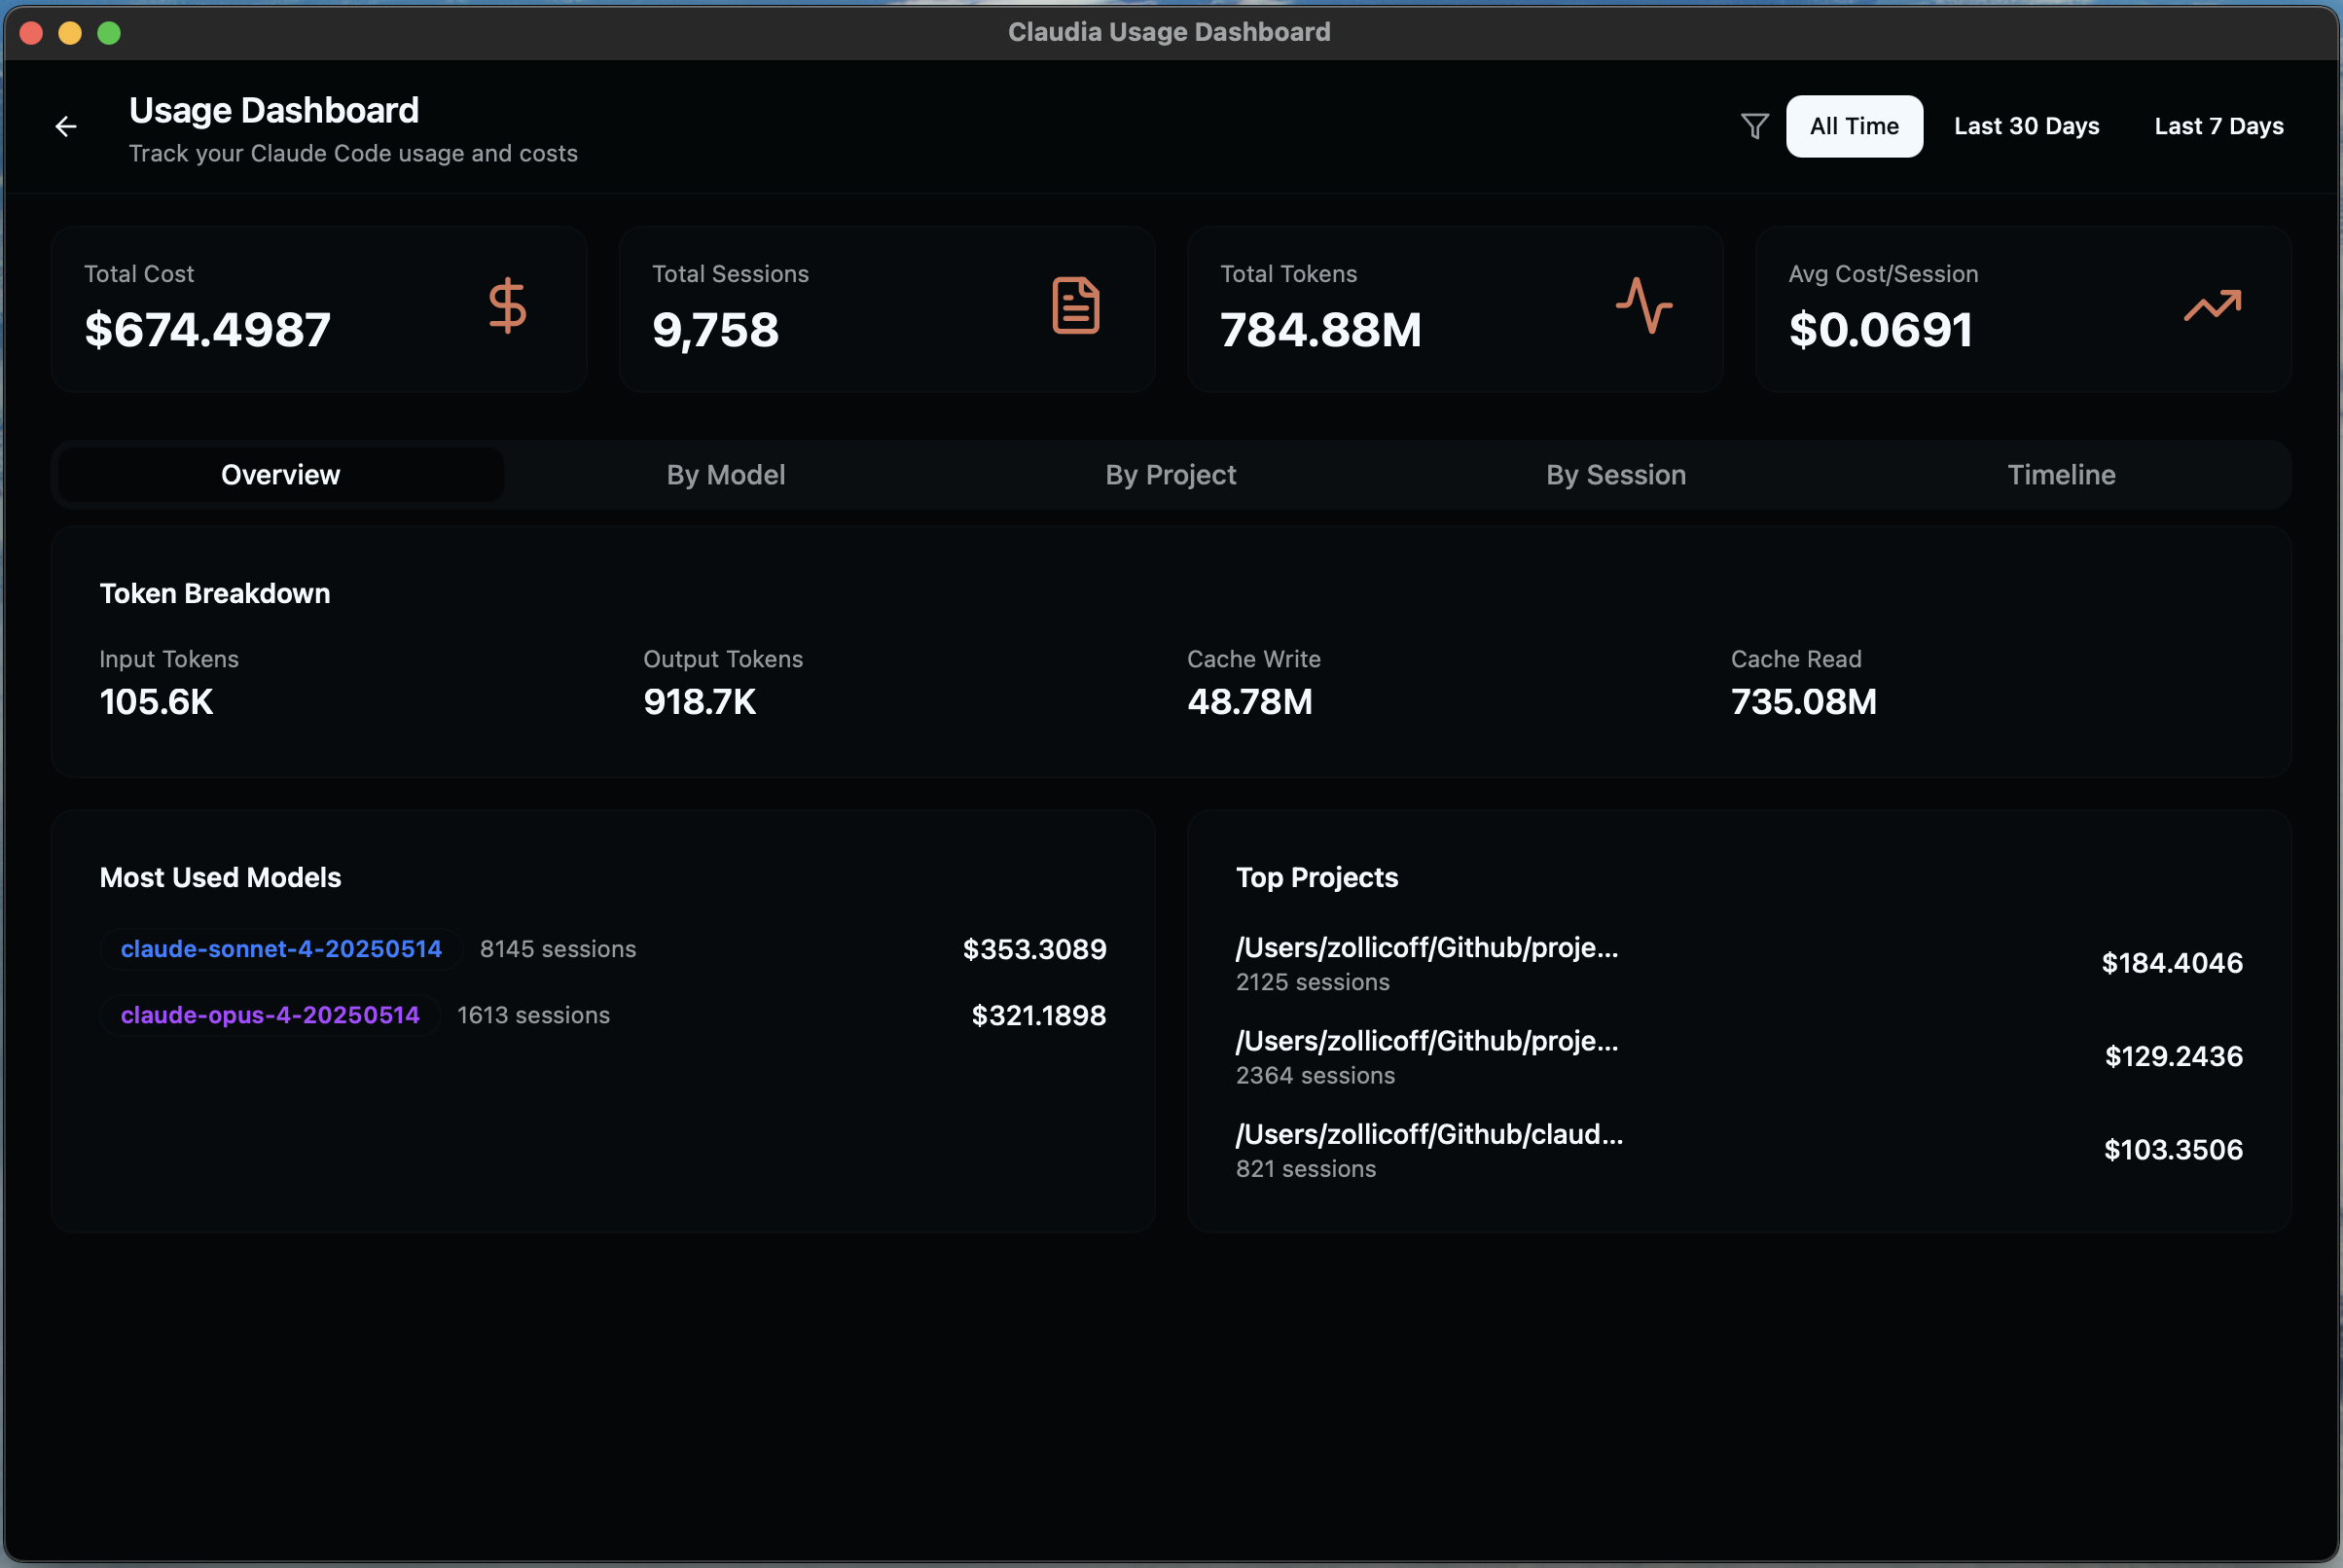 Claudia Usage Dashboard
Usage Dashboard
Track your Claude Code usage and costs
All Time
Last 30 Days
Last 7 Days
Total Cost
$674.4987
Total Sessions
9,758
Total Tokens
784.88M
Avg Cost/Session
$0.0691
Overview
By Model
By Project
By Session
Timeline
Token Breakdown
Input Tokens
105.6K
Output Tokens
918.7K
Cache Write
48.78M
Cache Read
735.08M
Most Used Models
claude-sonnet-4-20250514 8145 sessions $353.3089
claude-opus-4-20250514 1613 sessions $321.1898
Top Projects
/Users/zollicoff/Github/proje...
2125 sessions
$184.4046
/Users/zollicoff/Github/proje...
2364 sessions
$129.2436
/Users/zollicoff/Github/claud...
821 sessions
$103.3506